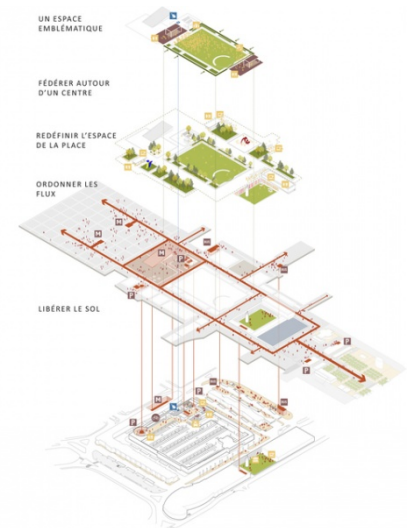 UN ESPACE
EMBLÉMATIQUE
FÉDÉRER AUTOUR
D'UN CENTRE
REDÉFINIR L'ESPACE
DE LA PLACE
ORDONNER LES
FLUX
M
M
M
P
P
LIBÉRER LE SOL
P
P
P
M
P
P